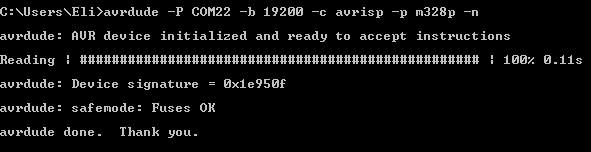 C:\Users\Eli>avrdude -P COM22 -b 19200 -c avrisp -p m328p -n
avrdude: AVR device initialized and ready to accept instructions
Reading | ################################################## | 100% 0.11s
avrdude: Device signature = 0x1e950f
avrdude: safemode: Fuses OK
avrdude done.  Thank you.